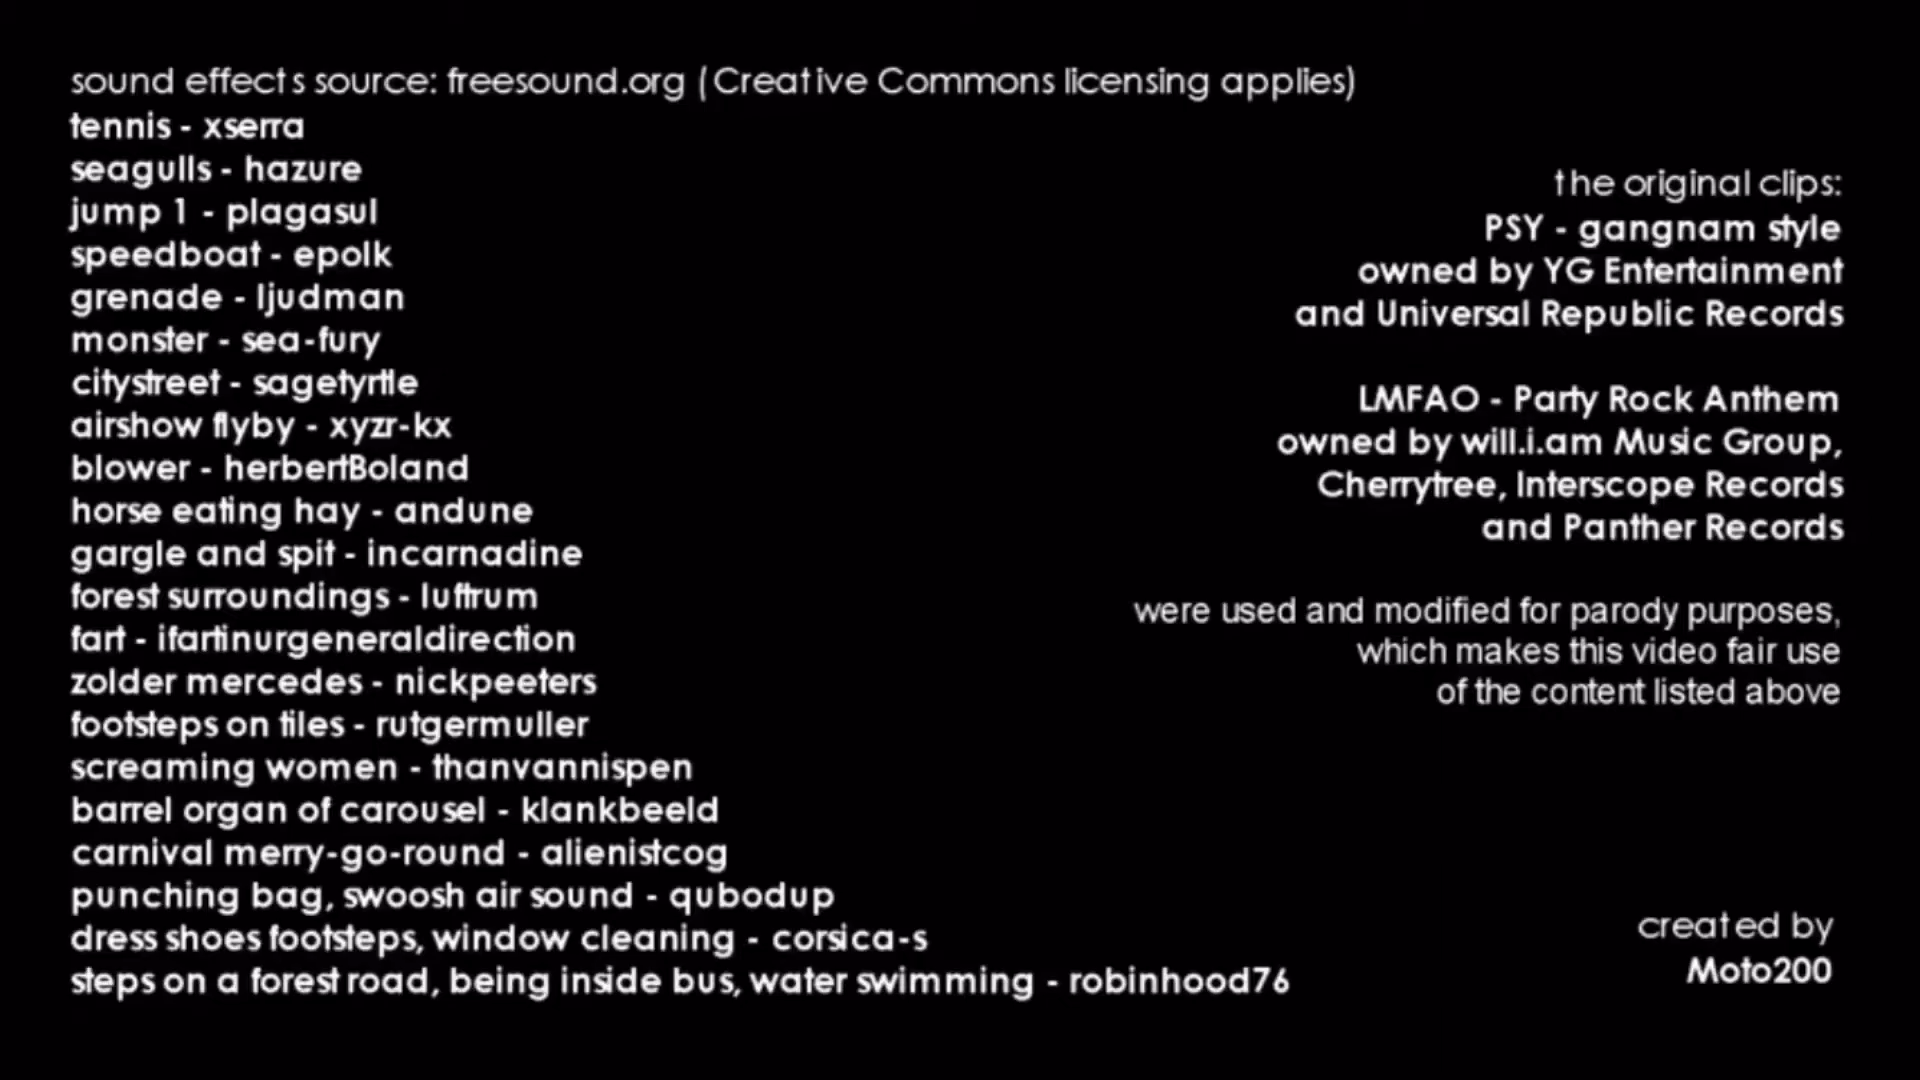 sound effects source: freesound.org (Creative Commons licensing applies)
tennis - xserra
seagulls - hazure
jump 1 - plagasul
speedboat - epolk
grenade - ljudman
monster - sea-fury
citystreet - sagetyrtle
airshow flyby - xyzr-kx
blower - herbertBoland
horse eating hay - andune
gargle and spit - incarnadine
forest surroundings - luftrum
fart - ifartinurgeneraldirection
zolder mercedes - nickpeeters
footsteps on tiles - rutgermuller
screaming women - thanvannispen
barrel organ of carousel - klankbeeld
carnival merry-go-round - alienistcog
punching bag, swoosh air sound - qubodup
dress shoes footsteps, window cleaning - corsica-s
steps on a forest road, being inside bus, water swimming - robinhood76
the original clips:
PSY - gangnam style
owned by YG Entertainment
and Universal Republic Records
LMFAO - Party Rock Anthem
owned by will.i.am Music Group,
Cherrytree, Interscope Records
and Panther Records
were used and modified for parody purposes,
which makes this video fair use
of the content listed above
created by
Moto200